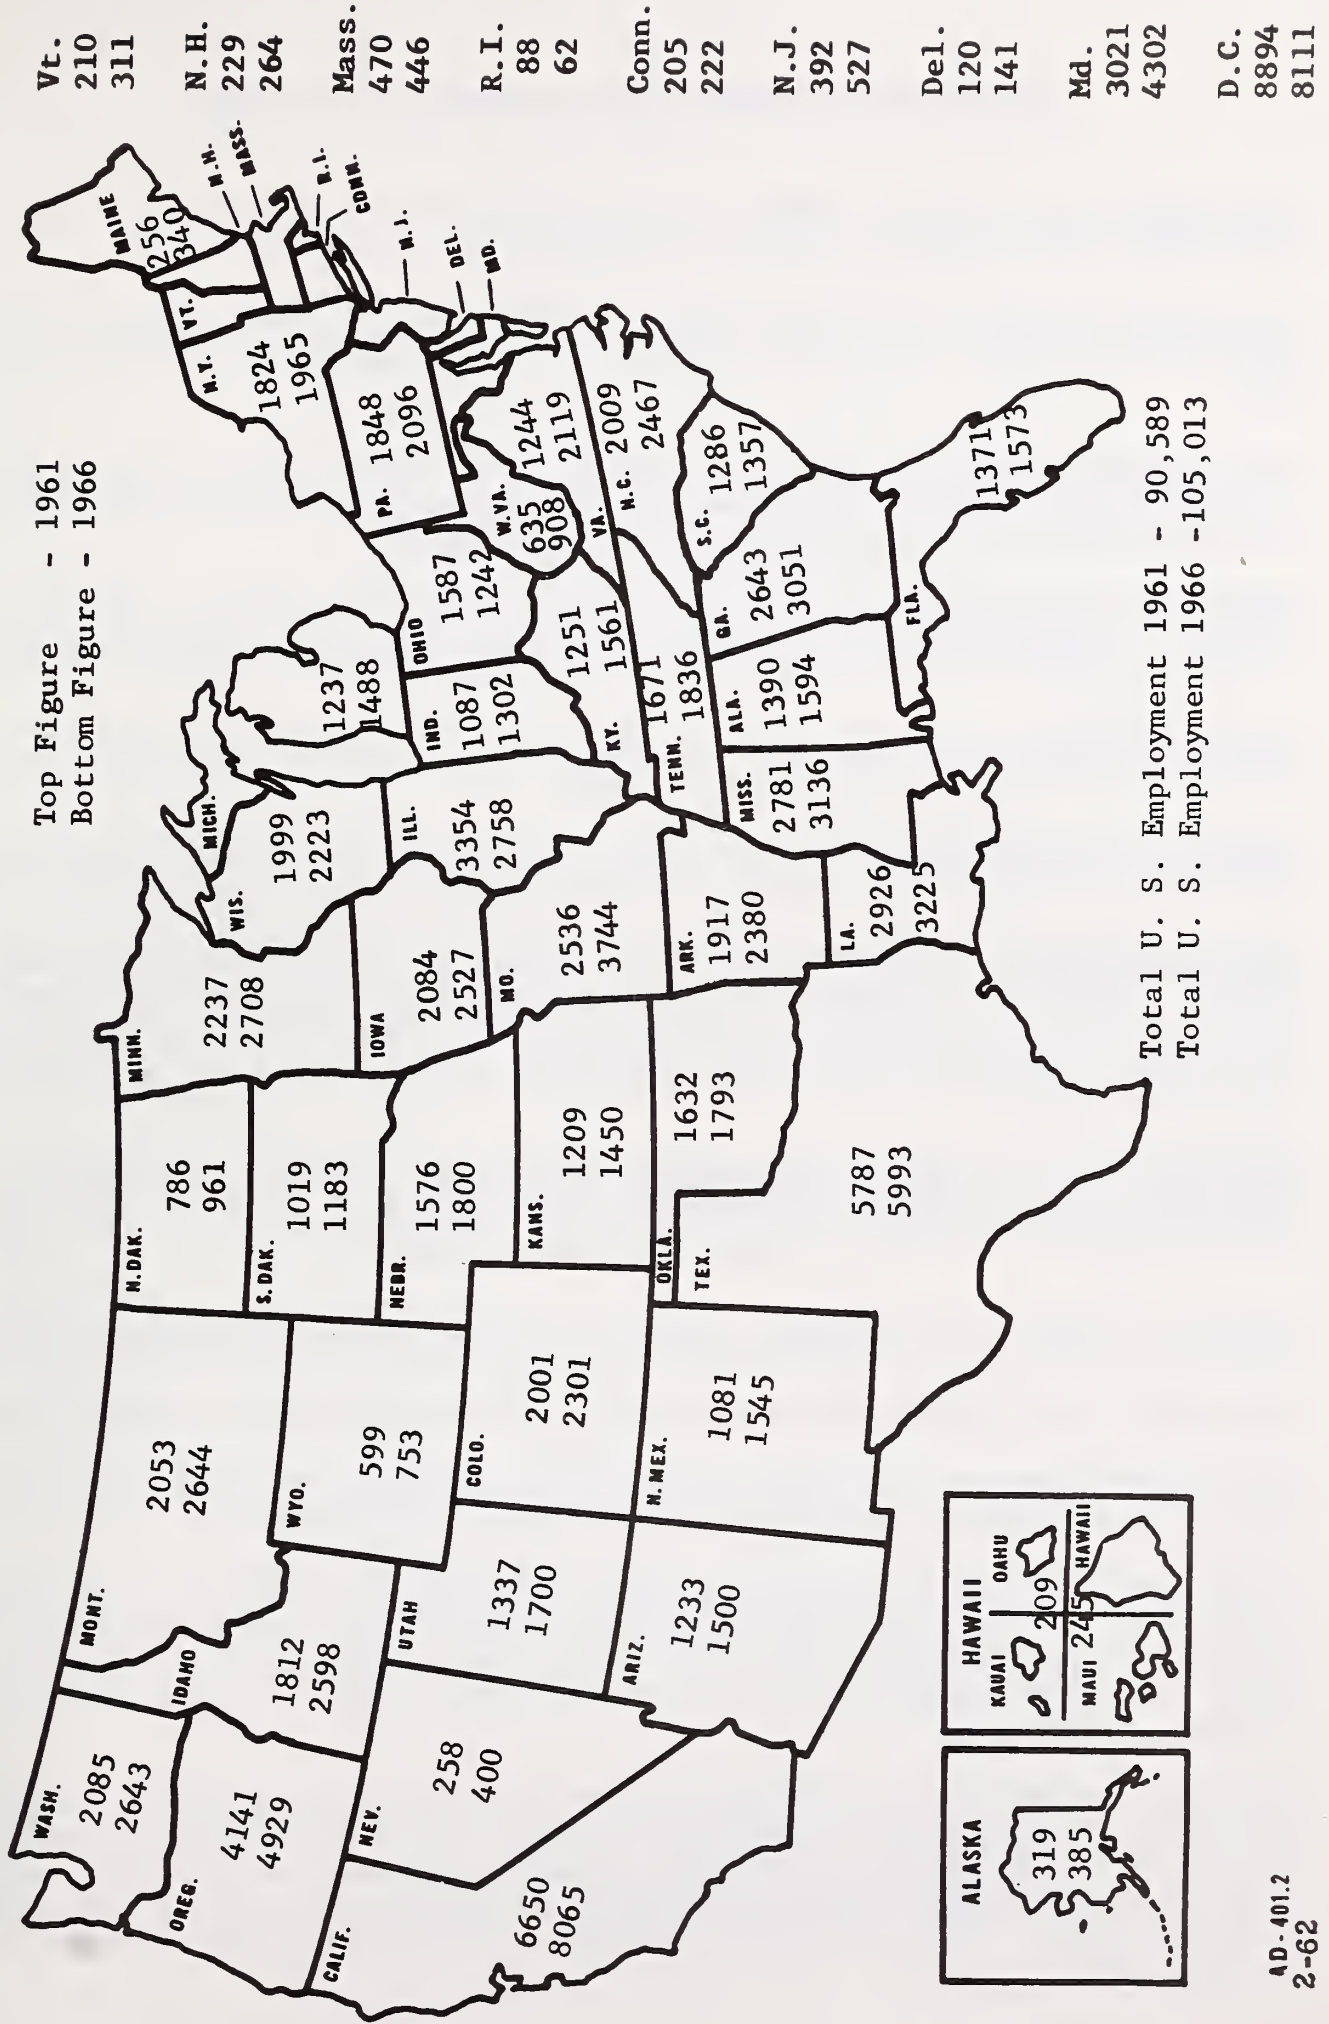 Top Figure - 1961
Bottom Figure - 1966
WASH.
2085
2643
OREG.
4141
4929
CALIF.
6650
8065
NEV.
258
400
IDAHO
1812
2598
MONT.
2053
2644
WYO.
599
753
UTAH
1337
1700
ARIZ.
1233
1500
COLO.
2001
2301
N. MEX.
1081
1545
N. DAK.
786
961
S. DAK.
1019
1183
NEBR.
1576
1800
KANS.
1209
1450
OKLA.
1632
1793
TEX.
5787
5993
MINN.
2237
2708
IOWA
2084
2527
MO.
2536
3744
ARK.
1917
2380
LA.
2926
3225
WIS.
1999
2223
ILL.
3354
2758
MICH.
1237
1488
IND.
1087
1302
OHIO
1587
1242
KY.
1251
1561
TENN.
1671
1836
MISS.
2781
3136
ALA.
1390
1594
GA.
2643
3051
FLA.
1371
1573
S.C.
1286
1357
N.C.
2009
2467
VA.
1244
2119
W.VA.
635
908
PA.
1848
2096
N.Y.
1824
1965
VT.
MAINE
256
340
N.H.
MASS.
R.I.
CONN.
N.J.
DEL.
MD.
Vt.
210
311
N.H.
229
264
Mass.
470
446
R.I.
88
62
Conn.
205
222
N.J.
392
527
Del.
120
141
Md.
3021
4302
D.C.
8894
8111
ALASKA
319
385
HAWAII
KAUAI
OAHU
209
245
MAUI
HAWAII
Total U. S. Employment 1961 - 90,589
Total U. S. Employment 1966 -105,013
AD-401.2
2-62